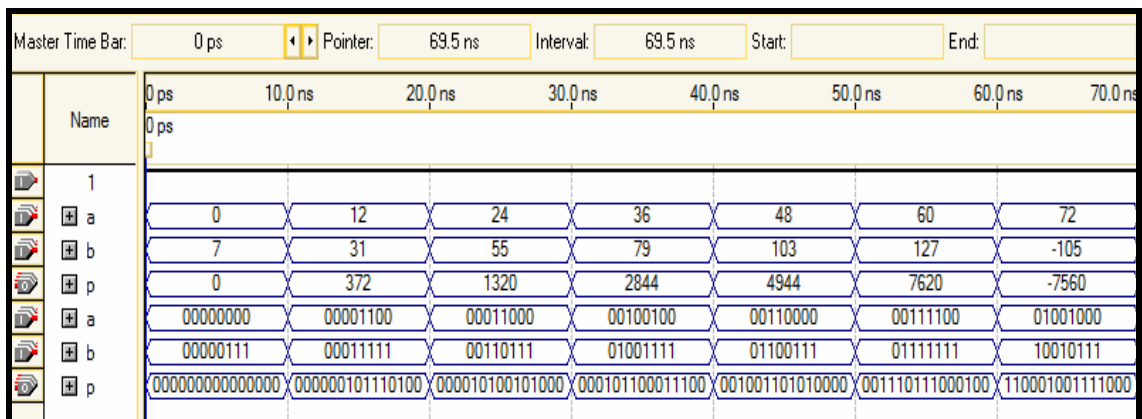 Master Time Bar: 0 ps Pointer: 69.5 ns Interval: 69.5 ns Start: End:
Name 0 ps 10.0 ns 20.0 ns 30.0 ns 40.0 ns 50.0 ns 60.0 ns 70.0 ns
0 ps
1
a 0 12 24 36 48 60 72
b 7 31 55 79 103 127 -105
p 0 372 1320 2844 4944 7620 -7560
a 00000000 00001100 00011000 00100100 00110000 00111100 01001000
b 00000111 00011111 00110111 01001111 01100111 01111111 10010111
p 000000000000000 000000101110100 000010100101000 000101100011100 001001101010000 001110111000100 110001001111000